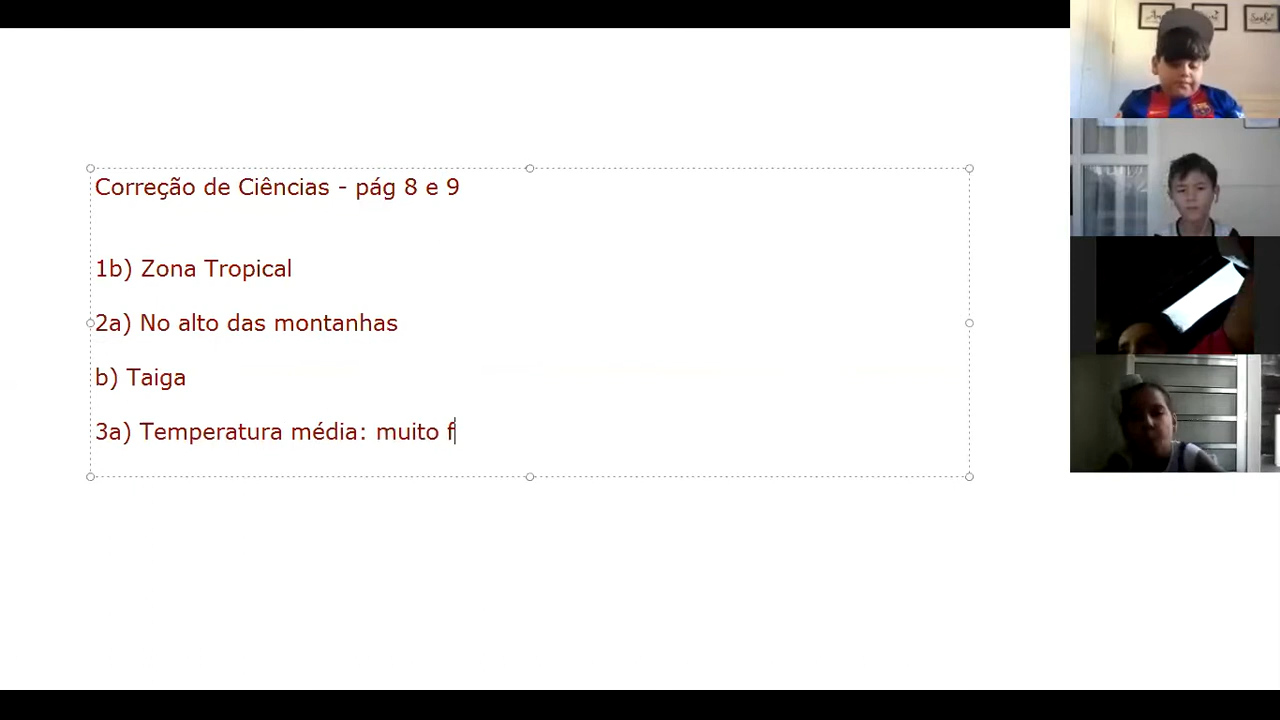 Correção de Ciências - pág 8 e 9
1b) Zona Tropical
2a) No alto das montanhas
b) Taiga
3a) Temperatura média: muito f